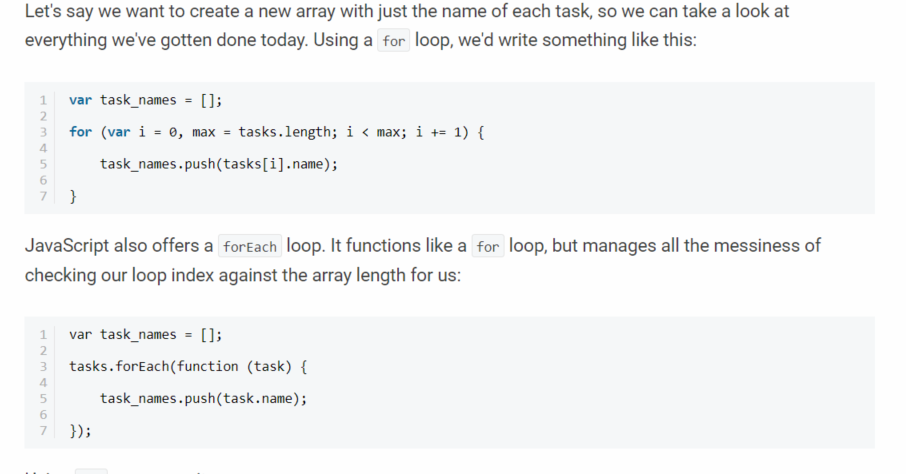 Let's say we want to create a new array with just the name of each task, so we can take a look at
everything we've gotten done today. Using a for loop, we'd write something like this:
1 var task_names = [];
2
3 for (var i = 0, max = tasks.length; i < max; i += 1) {
4
5     task_names.push(tasks[i].name);
6
7 }
JavaScript also offers a forEach loop. It functions like a for loop, but manages all the messiness of
checking our loop index against the array length for us:
1 var task_names = [];
2
3 tasks.forEach(function (task) {
4
5     task_names.push(task.name);
6
7 });